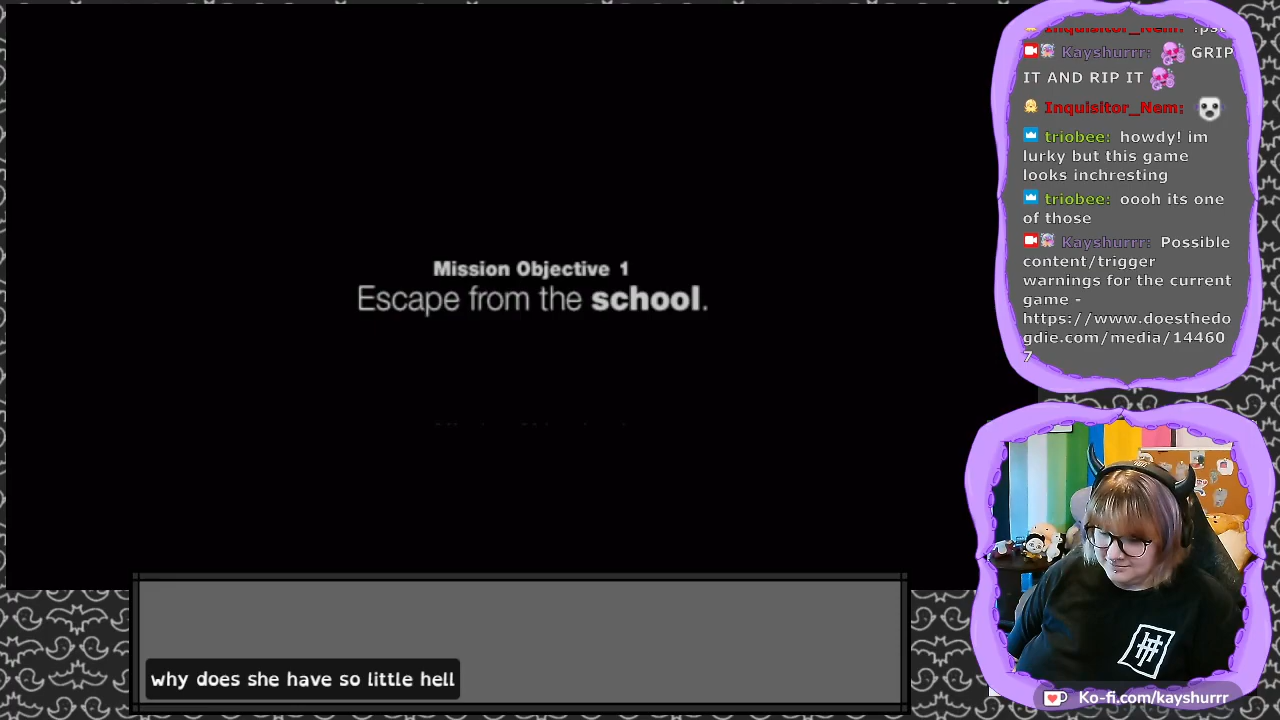 Mission Objective 1
Escape from the school.
Inquisitor_Nem: !pst
Kayshurrr: GRIP
IT AND RIP IT
Inquisitor_Nem:
triobee: howdy! im
lurky but this game
looks inchresting
triobee: oooh its one
of those
Kayshurrr: Possible
content/trigger
warnings for the current
game -
https://www.doesthedo
gdie.com/media/14460
7
why does she have so little hell
Ko-fi.com/kayshurrr